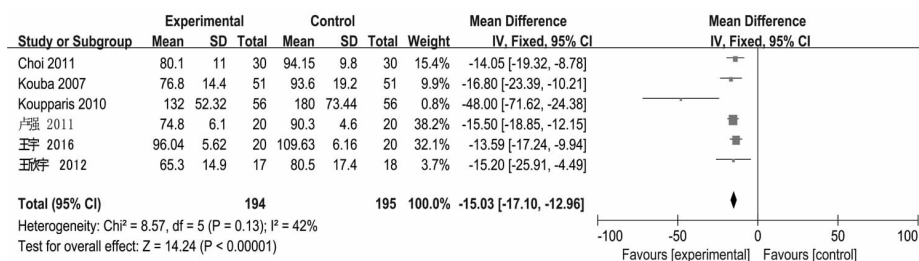 Experimental Control Mean Difference Mean Difference
Study or Subgroup Mean SD Total Mean SD Total Weight IV, Fixed, 95% CI IV, Fixed, 95% CI
Choi 2011 80.1 11 30 94.15 9.8 30 15.4% -14.05 [-19.32, -8.78]
Kouba 2007 76.8 14.4 51 93.6 19.2 51 9.9% -16.80 [-23.39, -10.21]
Koupparis 2010 132 52.32 56 180 73.44 56 0.8% -48.00 [-71.62, -24.38]
卢强 2011 74.8 6.1 20 90.3 4.6 20 38.2% -15.50 [-18.85, -12.15]
王宇 2016 96.04 5.62 20 109.63 6.16 20 32.1% -13.59 [-17.24, -9.94]
王欣宇 2012 65.3 14.9 17 80.5 17.4 18 3.7% -15.20 [-25.91, -4.49]
Total (95% CI) 194 195 100.0% -15.03 [-17.10, -12.96]
Heterogeneity: Chi² = 8.57, df = 5 (P = 0.13); I² = 42%
Test for overall effect: Z = 14.24 (P < 0.00001)
-100 -50 0 50 100
Favours [experimental] Favours [control]